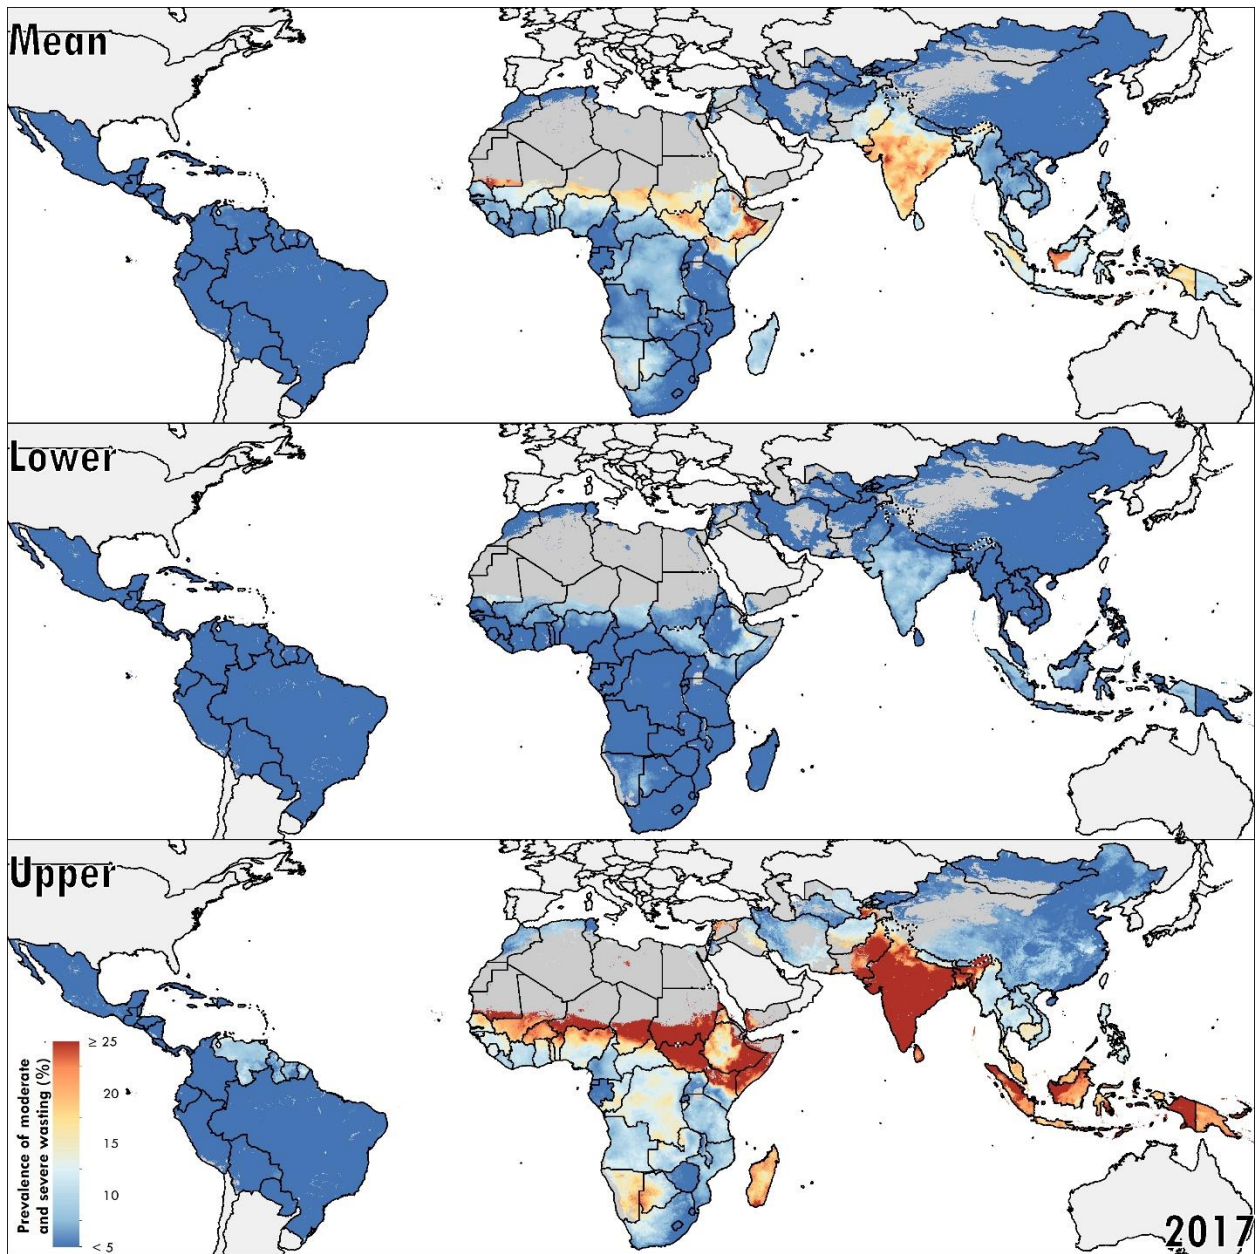 Mean
Lower
Upper
Prevalence of moderate
and severe wasting (%)
≥ 25
20
15
10
< 5
2017